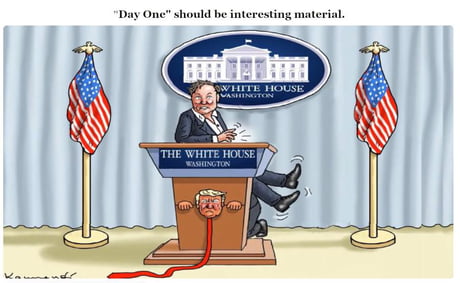 "Day One" should be interesting material.
WHITE HOUSE
WASHINGTON
THE WHITE HOUSE
WASHINGTON